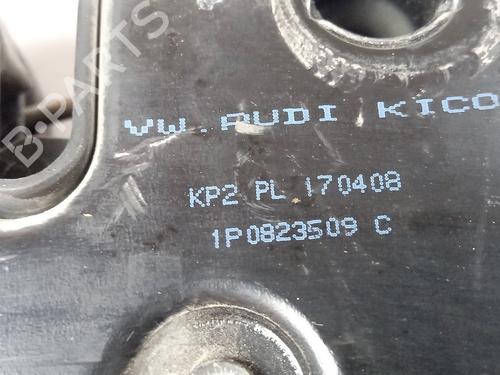 B-PARTS
VW.AUDI KICO
KP2 PL 170408
1P0823509 C